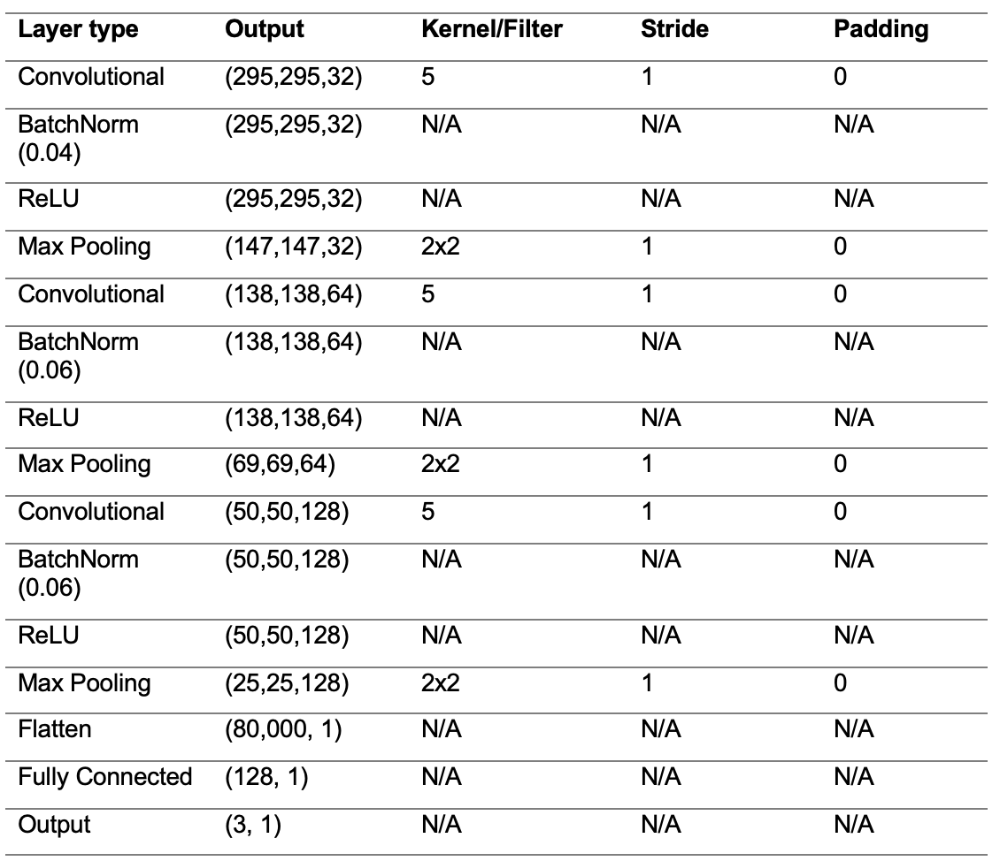 Layer type Output Kernel/Filter Stride Padding
Convolutional (295,295,32) 5 1 0
BatchNorm (295,295,32) N/A N/A N/A
(0.04)
ReLU (295,295,32) N/A N/A N/A
Max Pooling (147,147,32) 2x2 1 0
Convolutional (138,138,64) 5 1 0
BatchNorm (138,138,64) N/A N/A N/A
(0.06)
ReLU (138,138,64) N/A N/A N/A
Max Pooling (69,69,64) 2x2 1 0
Convolutional (50,50,128) 5 1 0
BatchNorm (50,50,128) N/A N/A N/A
(0.06)
ReLU (50,50,128) N/A N/A N/A
Max Pooling (25,25,128) 2x2 1 0
Flatten (80,000, 1) N/A N/A N/A
Fully Connected (128, 1) N/A N/A N/A
Output (3, 1) N/A N/A N/A